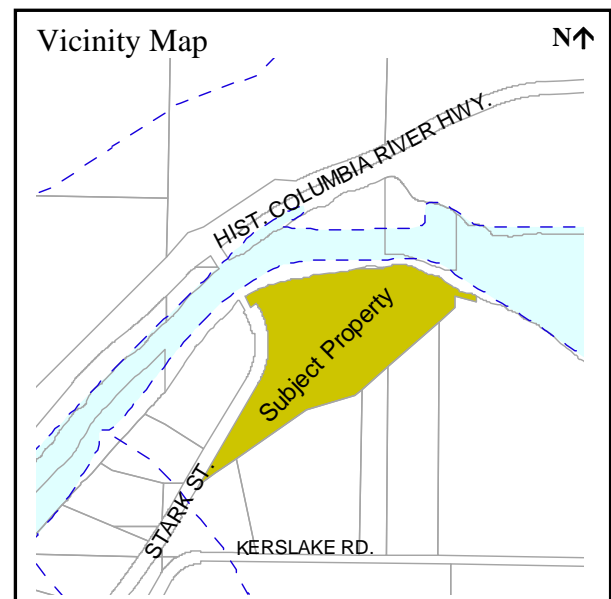 Vicinity Map
N↑
HIST. COLUMBIA RIVER HWY.
Subject Property
STARK ST.
KERSLAKE RD.